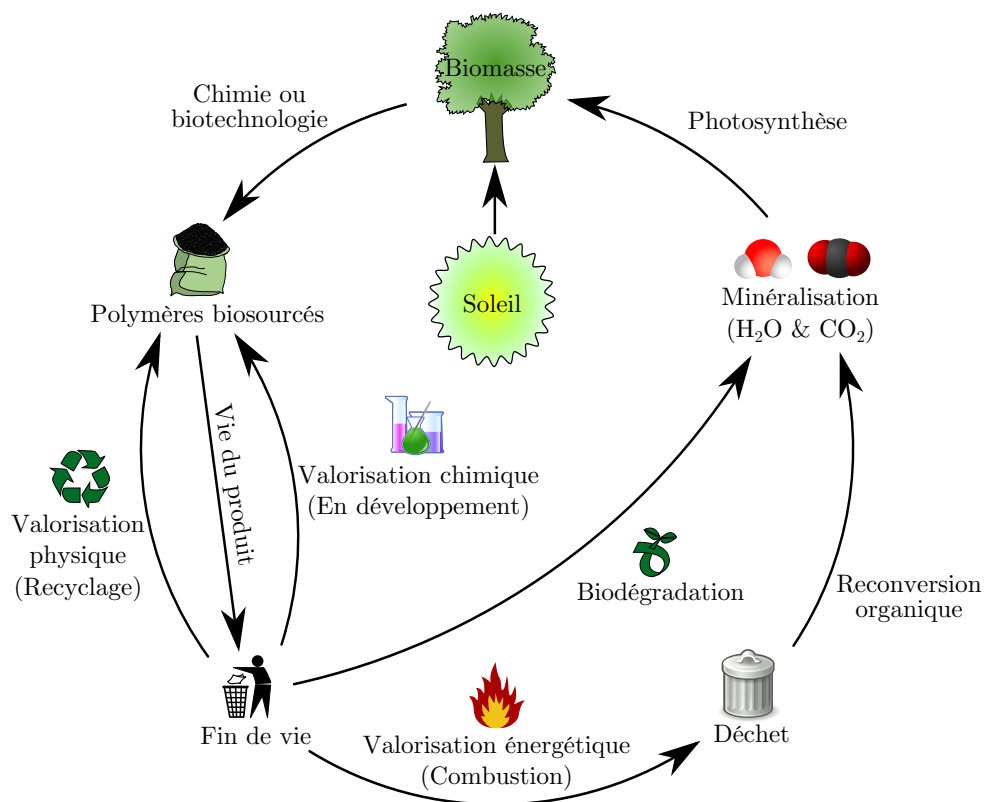 Biomasse
Chimie ou
biotechnologie
Photosynthèse
Soleil
Polymères biosourcés
Minéralisation
(H₂O & CO₂)
Vie du produit
Valorisation chimique
(En développement)
Valorisation
physique
(Recyclage)
Biodégradation
Reconversion
organique
Fin de vie
Valorisation énergétique
(Combustion)
Déchet